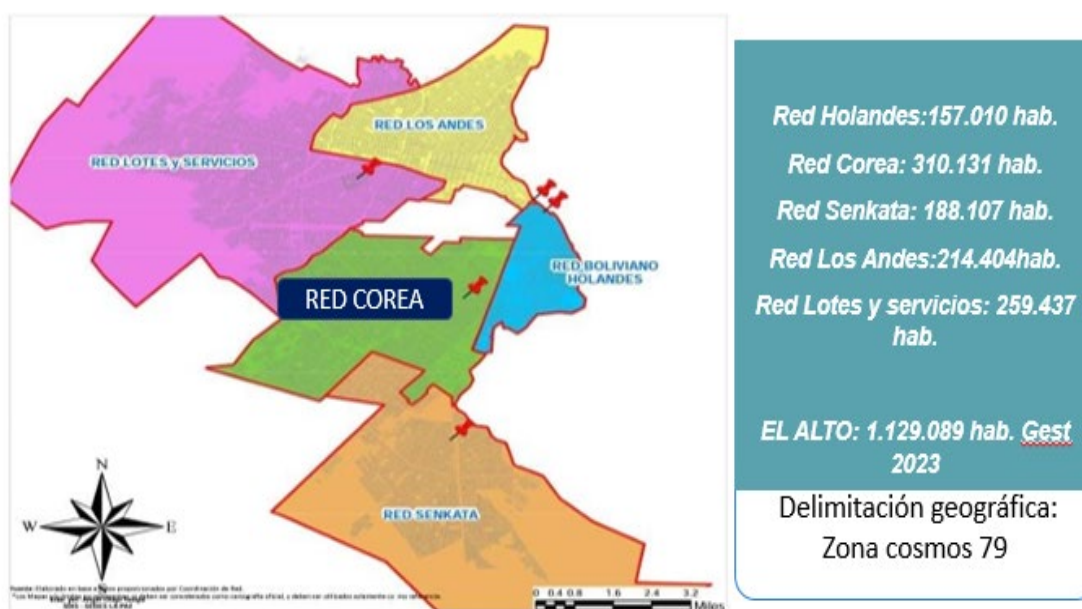 RED LOS ANDES
RED LOTES y SERVICIOS
RED BOLIVIANO
HOLANDES
RED COREA
RED SENKATA
N
W
E
S
0 0.4 0.8 1.6 2.4 3.2
Miles
Red Holandes:157.010 hab.
Red Corea: 310.131 hab.
Red Senkata: 188.107 hab.
Red Los Andes:214.404hab.
Red Lotes y servicios: 259.437
hab.
EL ALTO: 1.129.089 hab. Gest
2023
Delimitación geográfica:
Zona cosmos 79